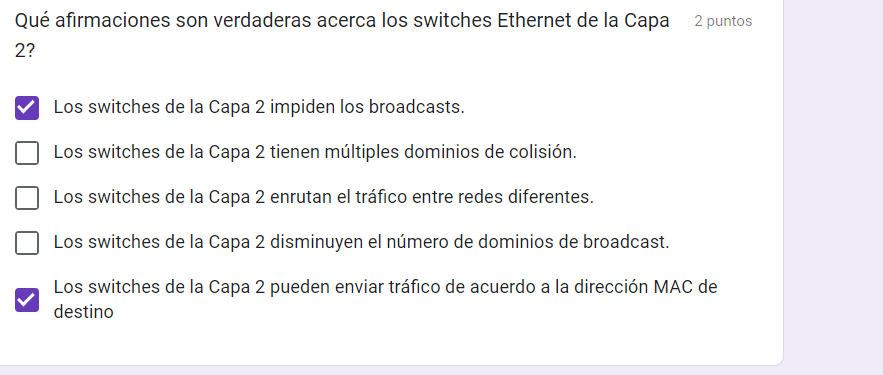 Qué afirmaciones son verdaderas acerca los switches Ethernet de la Capa 2 puntos
2?
Los switches de la Capa 2 impiden los broadcasts.
Los switches de la Capa 2 tienen múltiples dominios de colisión.
Los switches de la Capa 2 enrutan el tráfico entre redes diferentes.
Los switches de la Capa 2 disminuyen el número de dominios de broadcast.
Los switches de la Capa 2 pueden enviar tráfico de acuerdo a la dirección MAC de
destino